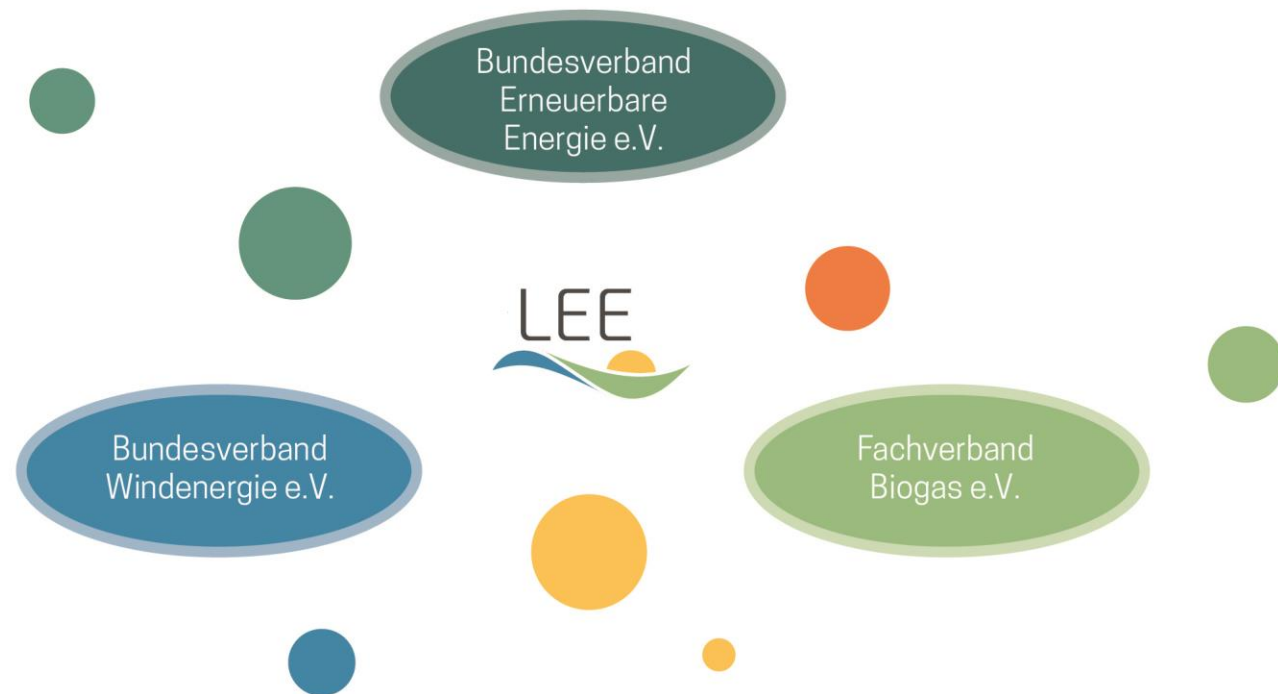 Bundesverband
Erneuerbare
Energie e.V.
LEE
Bundesverband
Windenergie e.V.
Fachverband
Biogas e.V.